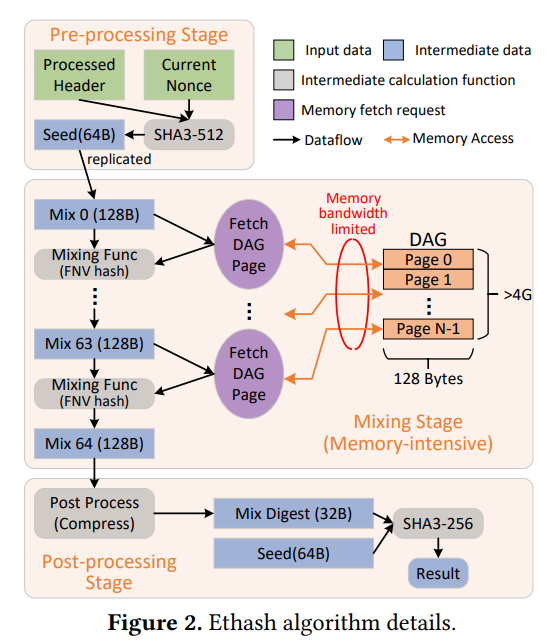 Pre-processing Stage
Processed
Header
Current
Nonce
Seed(64B)
SHA3-512
replicated
Input data
Intermediate data
Intermediate calculation function
Memory fetch request
Dataflow
Memory Access
Mix 0 (128B)
Mixing Func
(FNV hash)
Fetch
DAG
Page
Memory
bandwidth
limited
DAG
Page 0
Page 1
⋮
Page N-1
>4G
128 Bytes
⋮
⋮
Mix 63 (128B)
Mixing Func
(FNV hash)
Fetch
DAG
Page
Mix 64 (128B)
Mixing Stage
(Memory-intensive)
Post Process
(Compress)
Mix Digest (32B)
Seed(64B)
SHA3-256
Result
Post-processing
Stage
Figure 2. Ethash algorithm details.